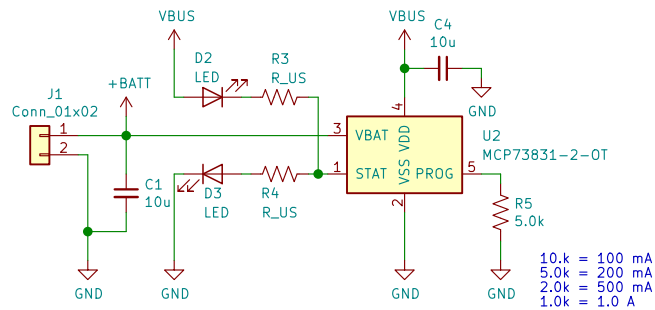 VBUS
VBUS
C4
10u
D2
LED
R3
R_US
+BATT
J1
Conn_01x02
GND
4
1
2
3
VBAT
VDD
U2
MCP73831-2-OT
1
STAT
VSS
PROG
5
C1
10u
D3
LED
R4
R_US
2
R5
5.0k
GND
GND
GND
GND
10.k = 100 mA
5.0k = 200 mA
2.0k = 500 mA
1.0k = 1.0 A